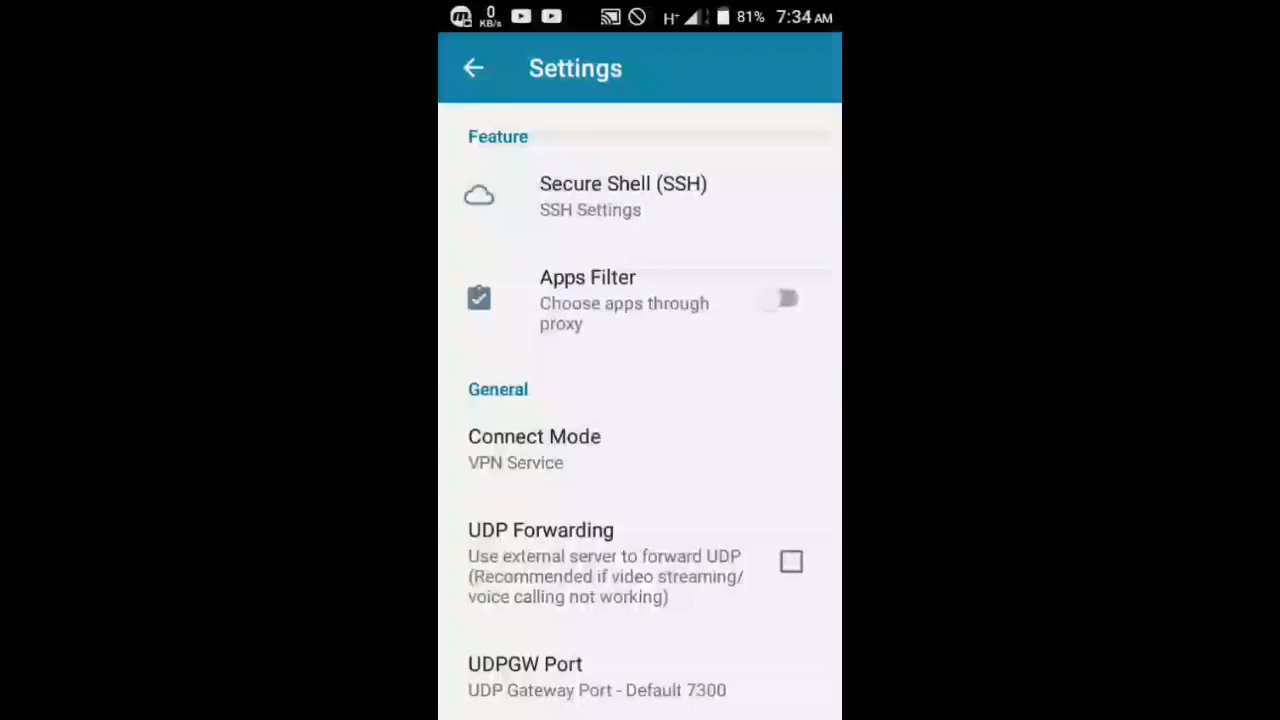 0
KB/s
H+
81%
7:34 AM
Settings
Feature
Secure Shell (SSH)
SSH Settings
Apps Filter
Choose apps through
proxy
General
Connect Mode
VPN Service
UDP Forwarding
Use external server to forward UDP
(Recommended if video streaming/
voice calling not working)
UDPGW Port
UDP Gateway Port - Default 7300